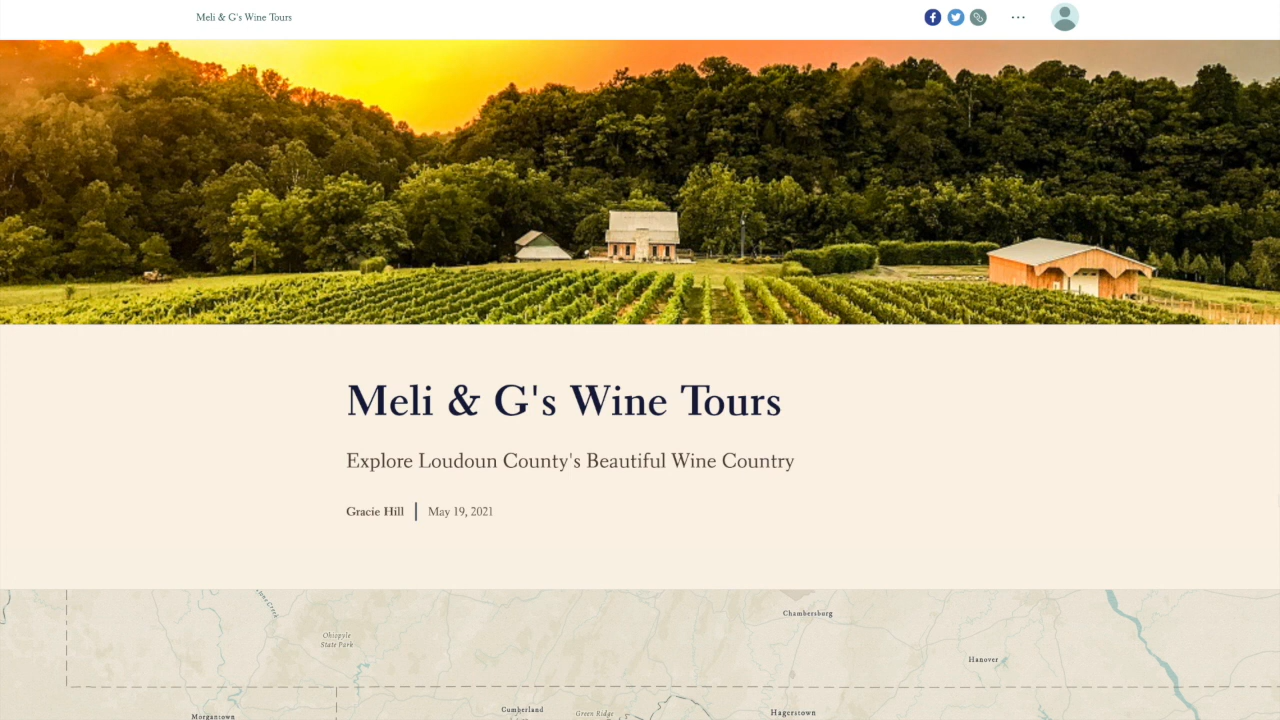 Meli & G's Wine Tours
Meli & G's Wine Tours
Explore Loudoun County's Beautiful Wine Country
Gracie Hill | May 19, 2021
Chambersburg
Ohiopyle
State Park
Hanover
Cumberland
Green Ridge
Hagerstown
Morgantown